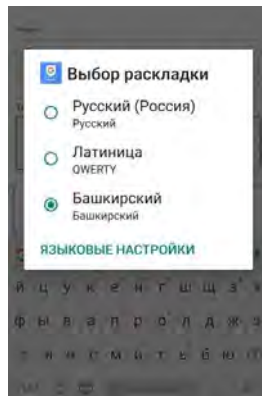 Выбор раскладки
Русский (Россия)
Русский
Латиница
QWERTY
Башкирский
Башкирский
ЯЗЫКОВЫЕ НАСТРОЙКИ
й ц у к е н г ш щ з
ф ы в а п р о л д ж э